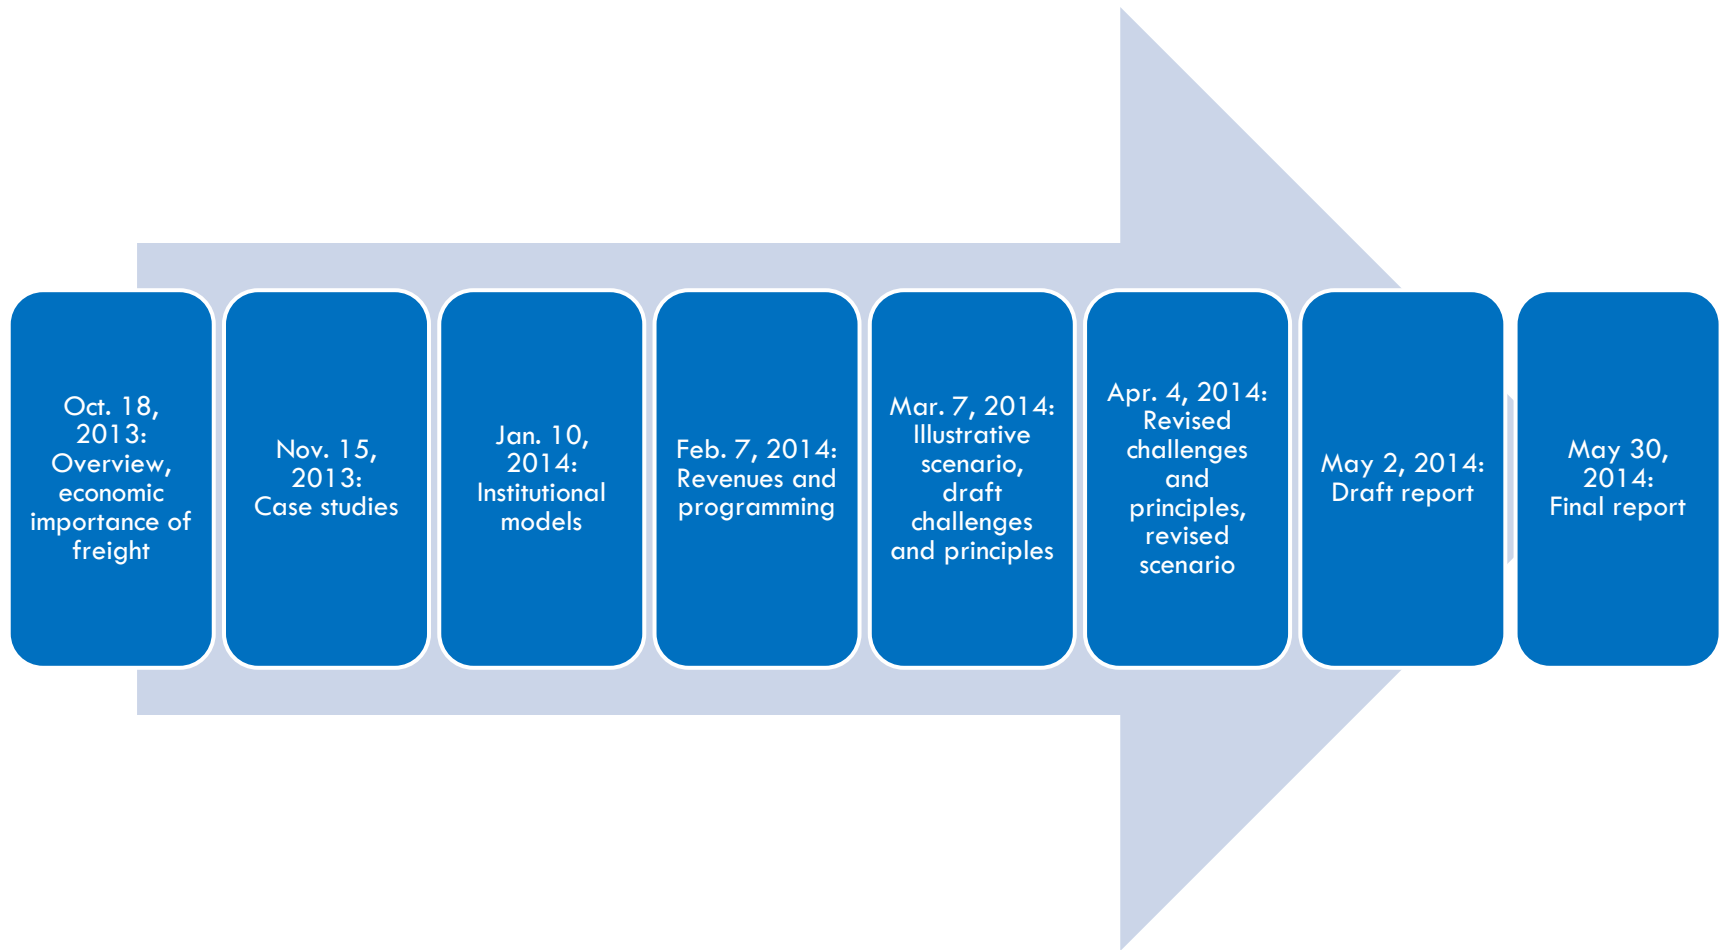 Oct. 18,
2013:
Overview,
economic
importance of
freight
Nov. 15,
2013:
Case studies
Jan. 10,
2014:
Institutional
models
Feb. 7, 2014:
Revenues and
programming
Mar. 7, 2014:
Illustrative
scenario,
draft
challenges
and principles
Apr. 4, 2014:
Revised
challenges
and
principles,
revised
scenario
May 2, 2014:
Draft report
May 30,
2014:
Final report